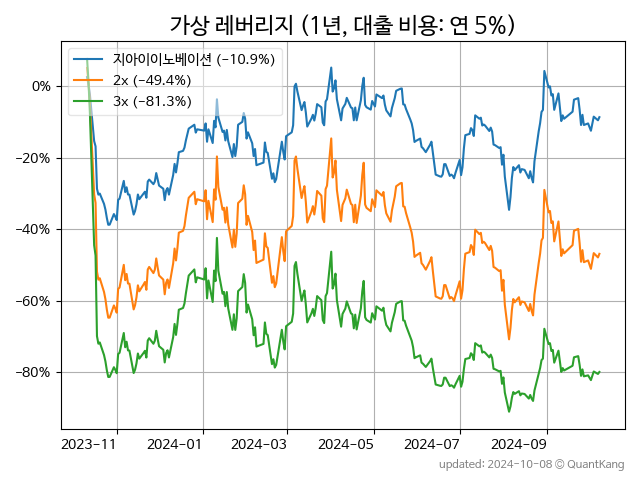 가상 레버리지 (1년, 대출 비용: 연 5%)
지아이이노베이션 (−10.9%)
2x (−49.4%)
3x (−81.3%)
0%
−20%
−40%
−60%
−80%
2023−11 2024−01 2024−03 2024−05 2024−07 2024−09
updated: 2024-10-08 © QuantKang